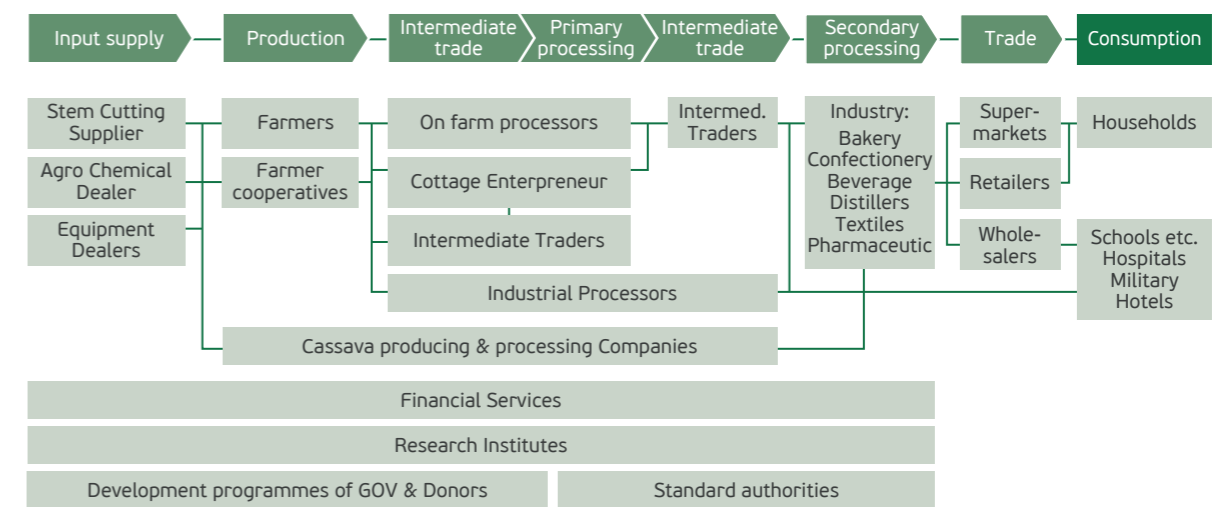 Input supply
Production
Intermediate
trade
Primary
processing
Intermediate
trade
Secondary
processing
Trade
Consumption
Stem Cutting
Supplier
Agro Chemical
Dealer
Equipment
Dealers
Farmers
Farmer
cooperatives
On farm processors
Cottage Enterpreneur
Intermediate Traders
Industrial Processors
Cassava producing & processing Companies
Intermed.
Traders
Industry:
Bakery
Confectionery
Beverage
Distillers
Textiles
Pharmaceutic
Super-
markets
Retailers
Whole-
salers
Households
Schools etc.
Hospitals
Military
Hotels
Financial Services
Research Institutes
Development programmes of GOV & Donors
Standard authorities